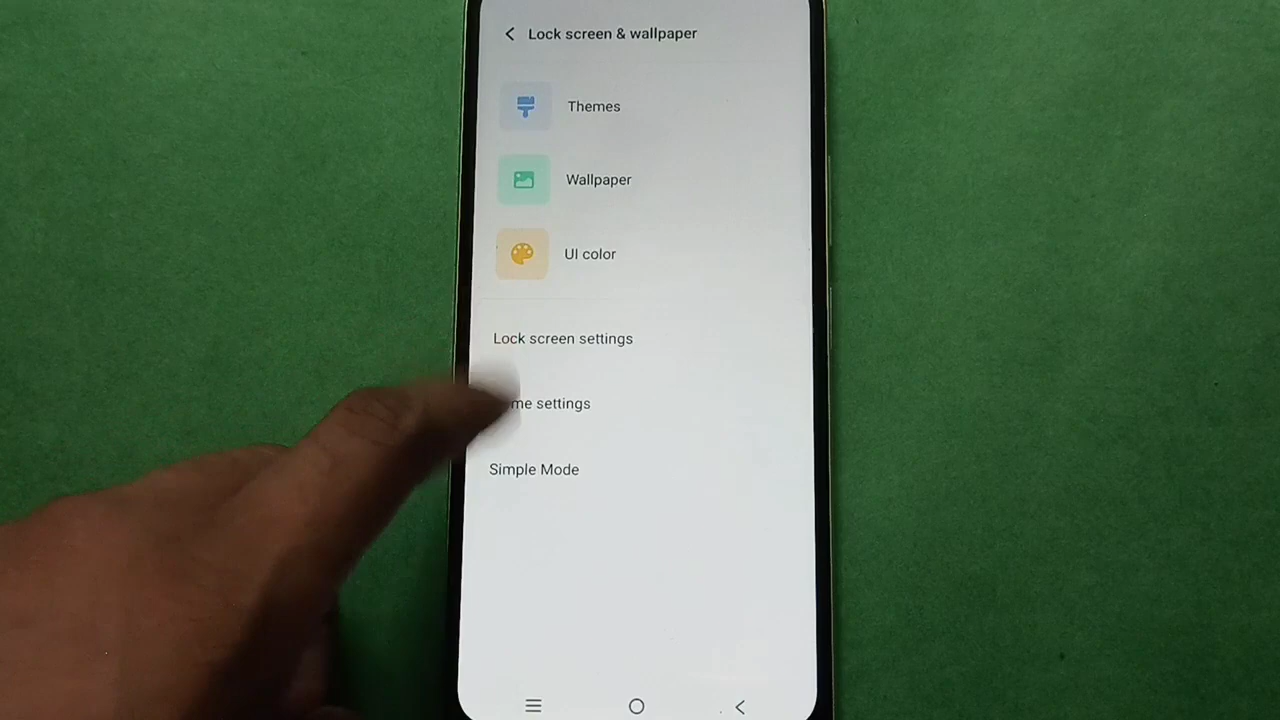 Lock screen & wallpaper
Themes
Wallpaper
UI color
Lock screen settings
settings
Simple Mode